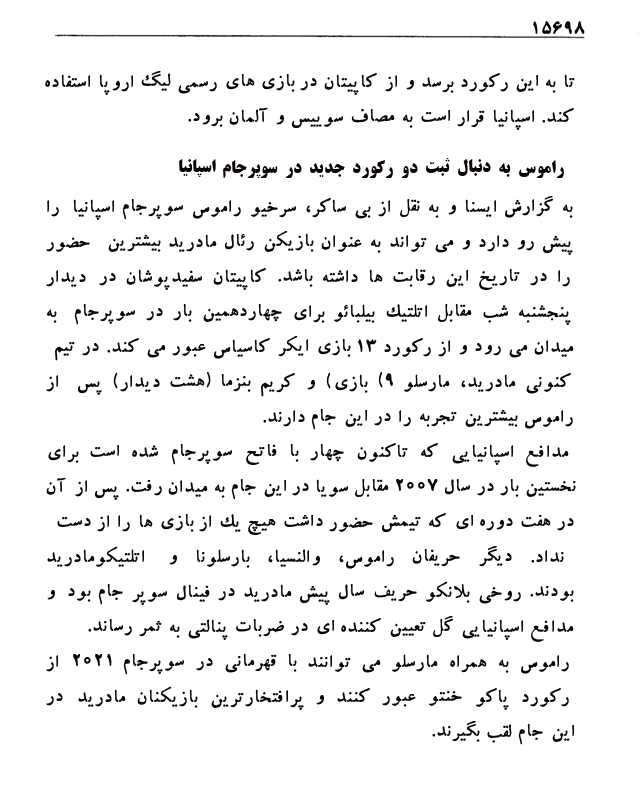 ۱۵۶۹۸
تا به این رکورد برسد و از کاپیتان در بازی های رسمی لیگ اروپا استفاده
کند. اسپانیا قرار است به مصاف سوییس و آلمان برود.
راموس به دنبال ثبت دو رکورد جدید در سوپرجام اسپانیا
به گزارش ایسنا و به نقل از بی ساکر، سرخیو راموس سوپرجام اسپانیا را
پیش رو دارد و می تواند به عنوان بازیکن رئال مادرید بیشترین حضور
را در تاریخ این رقابت ها داشته باشد. کاپیتان سفیدپوشان در دیدار
پنجشنبه شب مقابل اتلتیک بیلبائو برای چهاردهمین بار در سوپرجام به
میدان می رود و از رکورد ۱۳ بازی ایکر کاسیاس عبور می کند. در تیم
کنونی مادرید، مارسلو ۹) بازی) و کریم بنزما (هشت دیدار) پس از
راموس بیشترین تجربه را در این جام دارند.
مدافع اسپانیایی که تاکنون چهار با فاتح سوپرجام شده است برای
نخستین بار در سال ۲۰۰۷ مقابل سویا در این جام به میدان رفت. پس از آن
در هفت دوره ای که تیمش حضور داشت هیچ یک از بازی ها را از دست
نداد. دیگر حریفان راموس، والنسیا، بارسلونا و اتلتیکومادرید
بودند. روخی بلانکو حریف سال پیش مادرید در فینال سوپر جام بود و
مدافع اسپانیایی گل تعیین کننده ای در ضربات پنالتی به ثمر رساند.
راموس به همراه مارسلو می توانند با قهرمانی در سوپرجام ۲۰۲۱ از
رکورد پاکو خنتو عبور کنند و پرافتخارترین بازیکنان مادرید در
این جام لقب بگیرند.